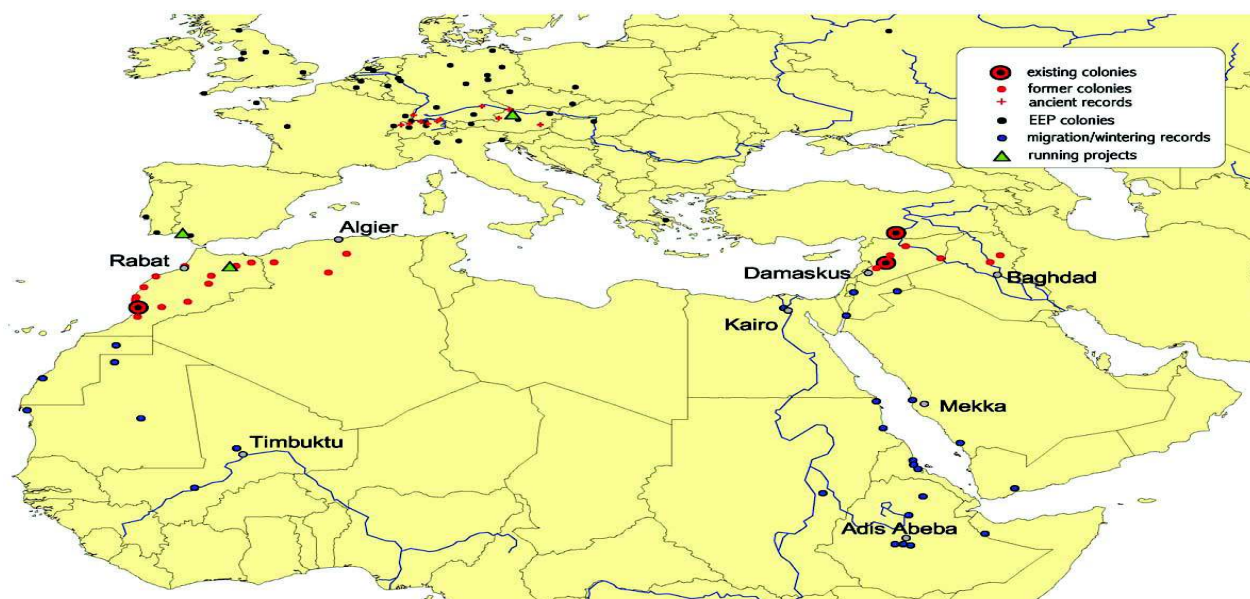 existing colonies
former colonies
ancient records
EEP colonies
migration/wintering records
running projects
Algier
Rabat
Damaskus
Baghdad
Kairo
Mekka
Timbuktu
Adis Abeba